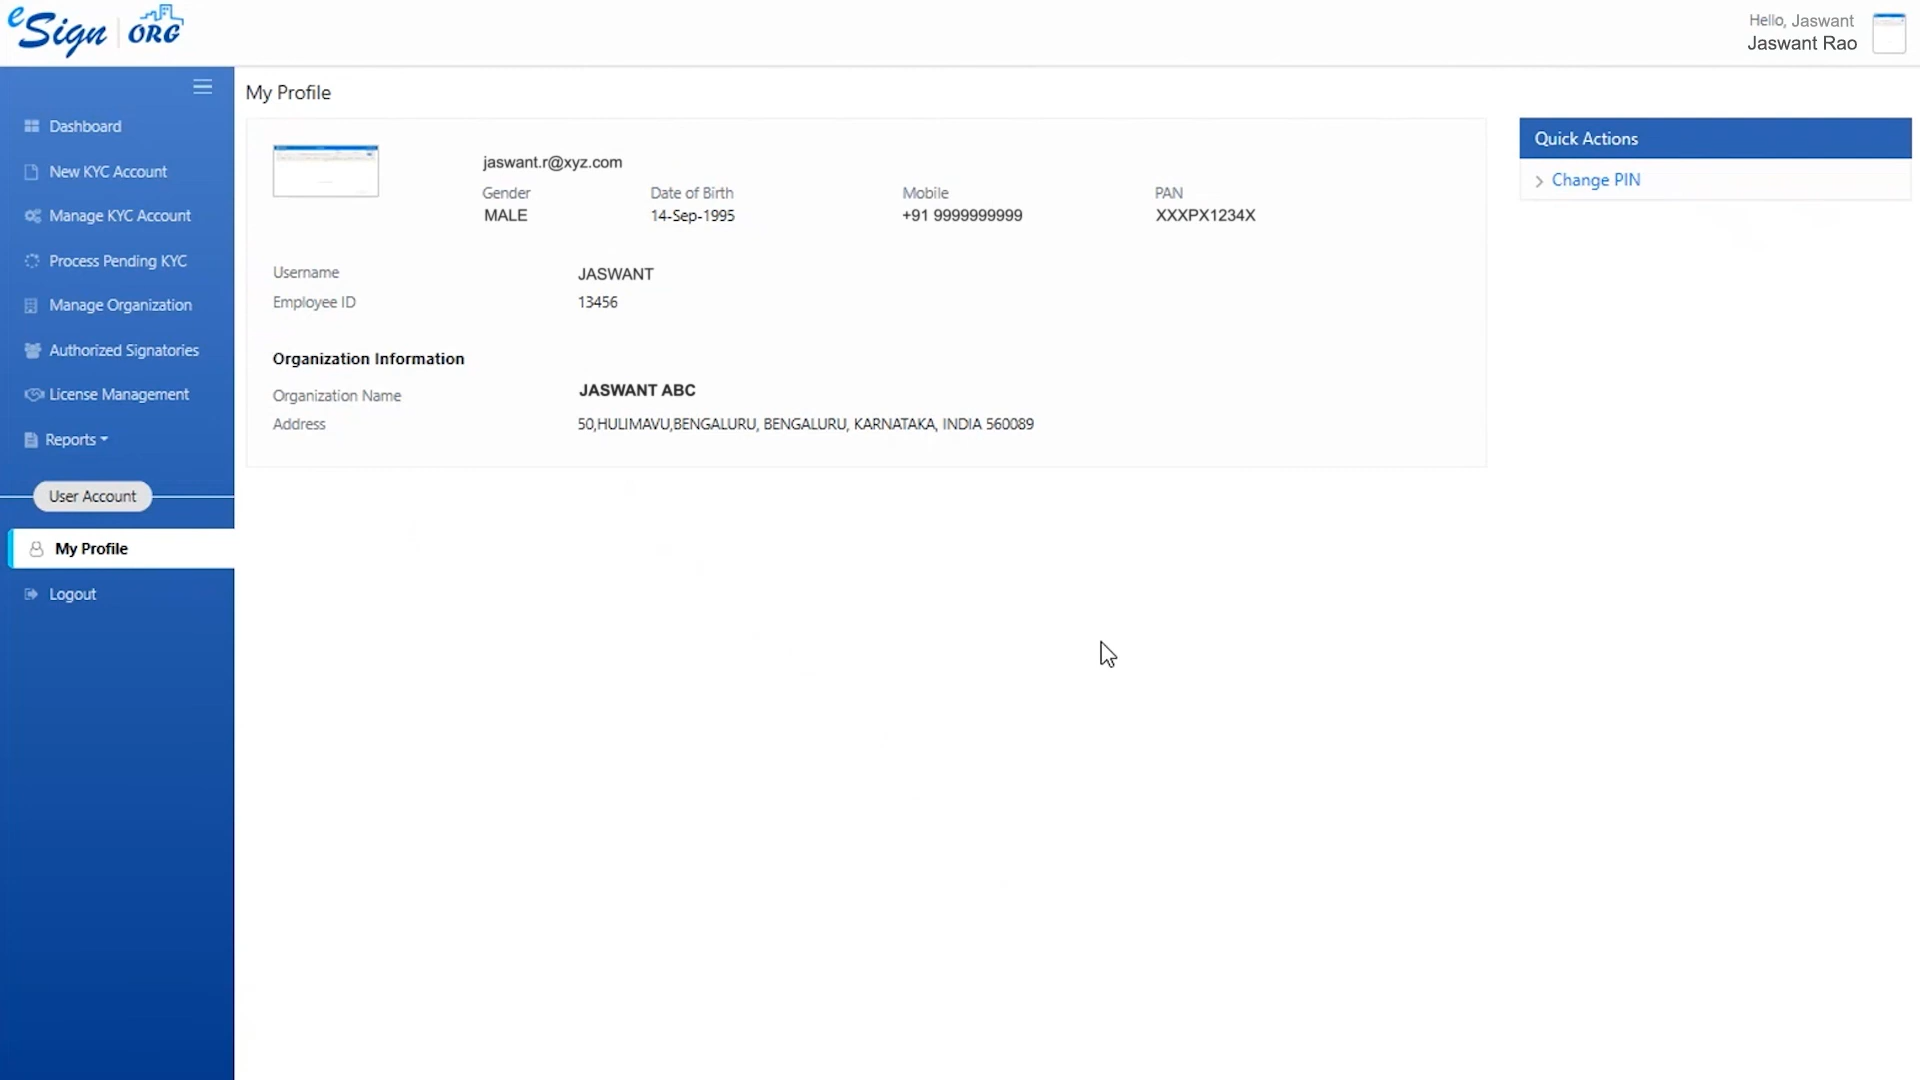 eSign ORG
Hello, Jaswant
Jaswant Rao
Dashboard
New KYC Account
Manage KYC Account
Process Pending KYC
Manage Organization
Authorized Signatories
License Management
Reports
User Account
My Profile
Logout
My Profile
jaswant.r@xyz.com
Gender Date of Birth Mobile PAN
MALE 14-Sep-1995 +91 9999999999 XXXPX1234X
Username JASWANT
Employee ID 13456
Organization Information
Organization Name JASWANT ABC
Address 50,HULIMAVU,BENGALURU, BENGALURU, KARNATAKA, INDIA 560089
Quick Actions
Change PIN